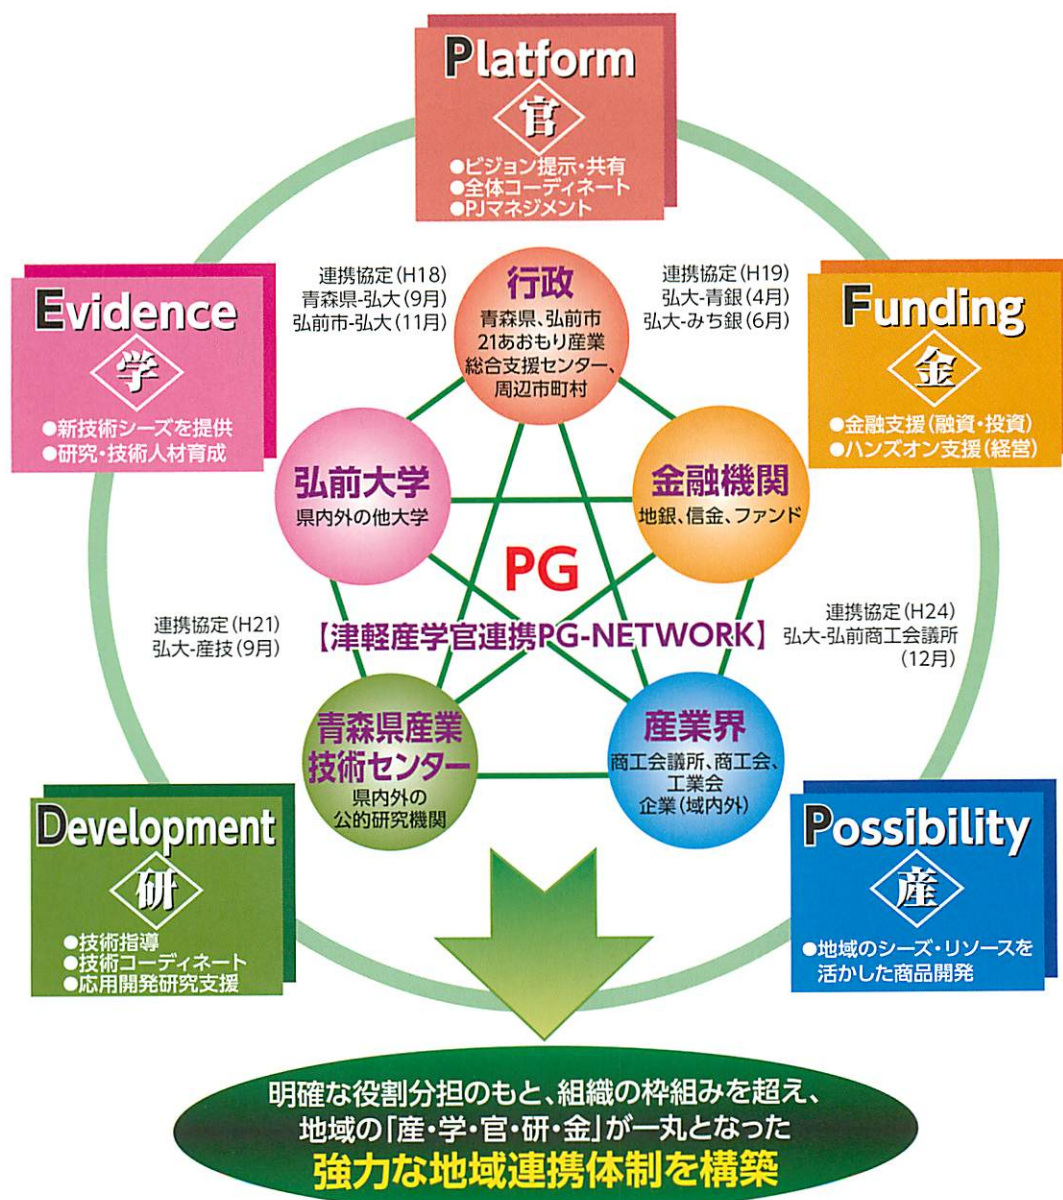 Platform
官
●ビジョン提示・共有
●全体コーディネート
●PJマネジメント
Evidence
学
●新技術シーズを提供
●研究・技術人材育成
連携協定(H18)
青森県-弘大(9月)
弘前市-弘大(11月)
行政
青森県、弘前市
21あおもり産業
総合支援センター、
周辺市町村
連携協定(H19)
弘大-青銀(4月)
弘大-みち銀(6月)
Funding
金
●金融支援(融資・投資)
●ハンズオン支援(経営)
弘前大学
県内外の他大学
金融機関
地銀、信金、ファンド
PG
【津軽産学官連携PG-NETWORK】
連携協定(H21)
弘大-産技(9月)
連携協定(H24)
弘大-弘前商工会議所
(12月)
青森県産業
技術センター
県内外の
公的研究機関
産業界
商工会議所、商工会、
工業会
企業(域内外)
Development
研
●技術指導
●技術コーディネート
●応用開発研究支援
Possibility
産
●地域のシーズ・リソースを
活かした商品開発
明確な役割分担のもと、組織の枠組みを超え、
地域の「産・学・官・研・金」が一丸となった
強力な地域連携体制を構築